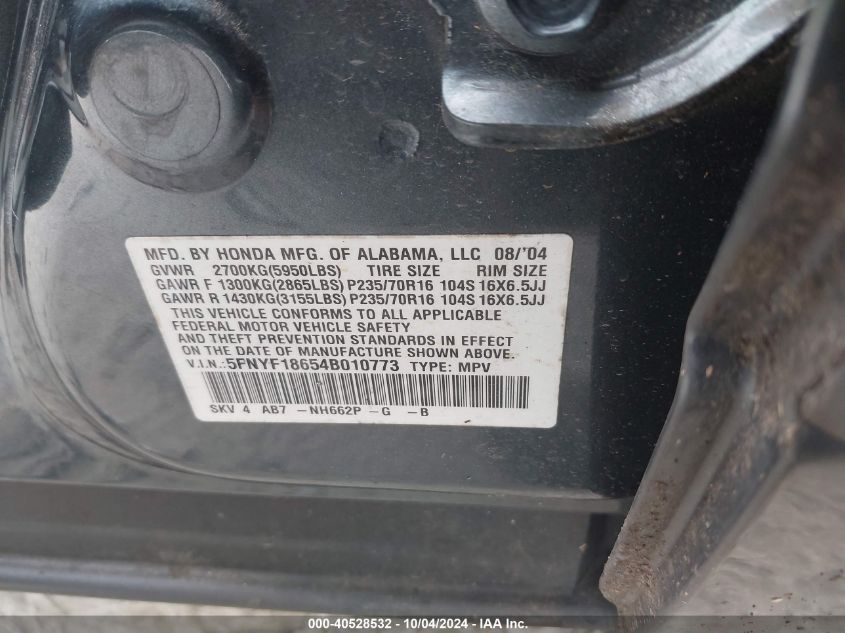 MFD. BY HONDA MFG. OF ALABAMA, LLC 08/'04
GVWR 2700KG(5950LBS) TIRE SIZE RIM SIZE
GAWR F 1300KG(2865LBS) P235/70R16 104S 16X6.5JJ
GAWR R 1430KG(3155LBS) P235/70R16 104S 16X6.5JJ
THIS VEHICLE CONFORMS TO ALL APPLICABLE
FEDERAL MOTOR VEHICLE SAFETY
AND THEFT PREVENTION STANDARDS IN EFFECT
ON THE DATE OF MANUFACTURE SHOWN ABOVE.
V.I.N.: 5FNYF18654B010773 TYPE: MPV
SKV 4 AB7 -NH662P -G -B
000-40528532 - 10/04/2024 - IAA Inc.